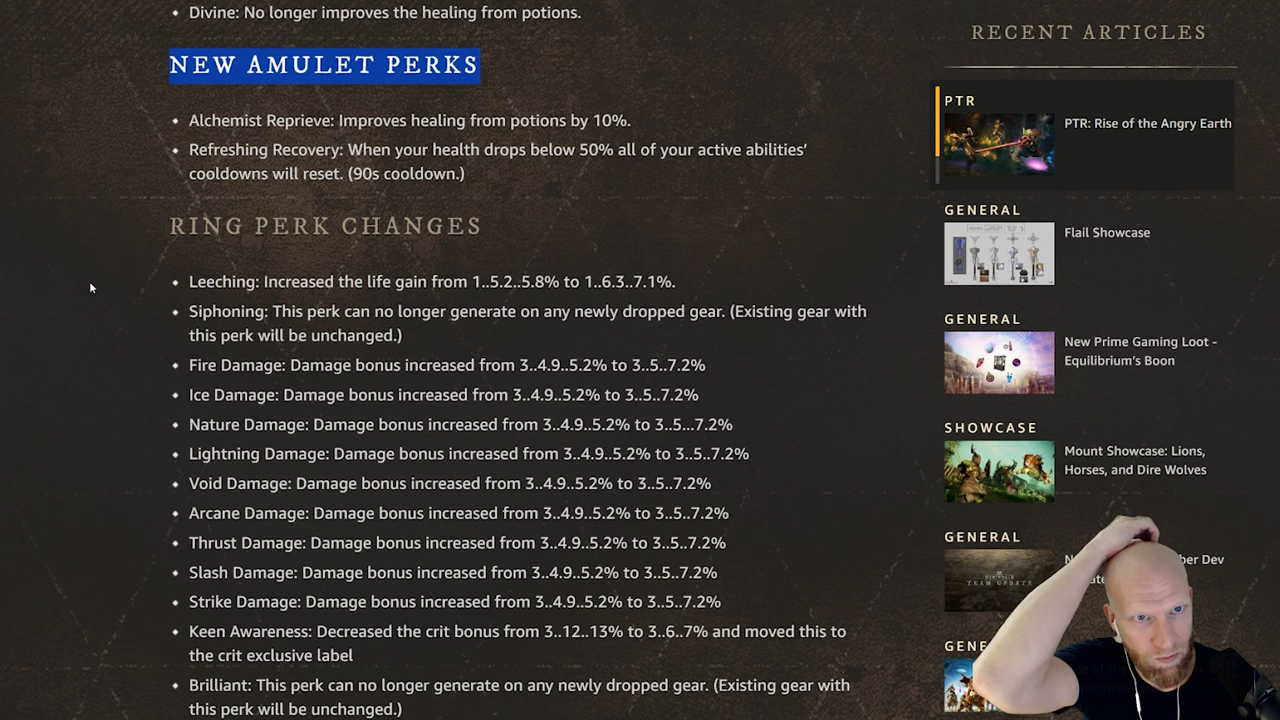 Divine: No longer improves the healing from potions.
NEW AMULET PERKS
Alchemist Reprieve: Improves healing from potions by 10%.
Refreshing Recovery: When your health drops below 50% all of your active abilities'
cooldowns will reset. (90s cooldown.)
RING PERK CHANGES
Leeching: Increased the life gain from 1..5.2..5.8% to 1..6.3..7.1%.
Siphoning: This perk can no longer generate on any newly dropped gear. (Existing gear with
this perk will be unchanged.)
Fire Damage: Damage bonus increased from 3..4.9..5.2% to 3..5..7.2%
Ice Damage: Damage bonus increased from 3..4.9..5.2% to 3..5..7.2%
Nature Damage: Damage bonus increased from 3..4.9..5.2% to 3..5...7.2%
Lightning Damage: Damage bonus increased from 3..4.9..5.2% to 3..5..7.2%
Void Damage: Damage bonus increased from 3..4.9..5.2% to 3..5..7.2%
Arcane Damage: Damage bonus increased from 3..4.9..5.2% to 3..5..7.2%
Thrust Damage: Damage bonus increased from 3..4.9..5.2% to 3..5..7.2%
Slash Damage: Damage bonus increased from 3..4.9..5.2% to 3..5..7.2%
Strike Damage: Damage bonus increased from 3..4.9..5.2% to 3..5..7.2%
Keen Awareness: Decreased the crit bonus from 3..12..13% to 3..6..7% and moved this to
the crit exclusive label
Brilliant: This perk can no longer generate on any newly dropped gear. (Existing gear with
this perk will be unchanged.)
RECENT ARTICLES
PTR
PTR: Rise of the Angry Earth
GENERAL
Flail Showcase
GENERAL
New Prime Gaming Loot -
Equilibrium's Boon
SHOWCASE
Mount Showcase: Lions,
Horses, and Dire Wolves
GENERAL
Dev
TEAM UPDATE